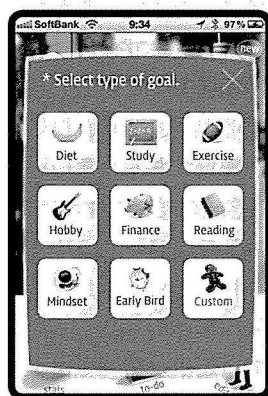 SoftBank 9:34 97%
new
* Select type of goal.
Diet Study Exercise
Hobby Finance Reading
Mindset Early Bird Custom
stats to-do